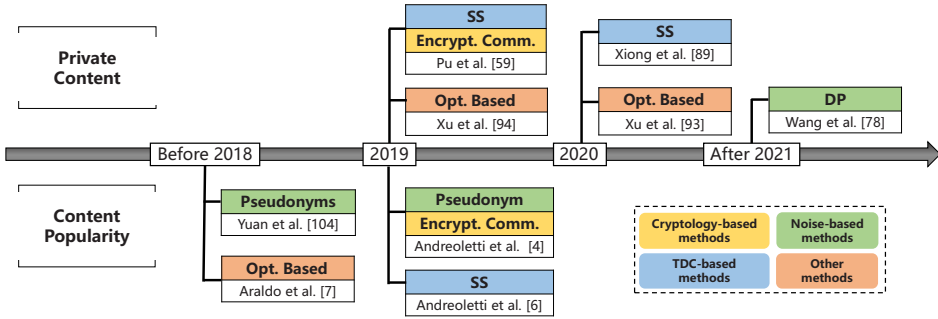 Private
Content
SS
Encrypt. Comm.
Pu et al. [59]
Opt. Based
Xu et al. [94]
SS
Xiong et al. [89]
Opt. Based
Xu et al. [93]
DP
Wang et al. [78]
Before 2018
2019
2020
After 2021
Content
Popularity
Pseudonyms
Yuan et al. [104]
Opt. Based
Araldo et al. [7]
Pseudonym
Encrypt. Comm.
Andreoletti et al. [4]
SS
Andreoletti et al. [6]
Cryptology-based
methods
Noise-based
methods
TDC-based
methods
Other
methods